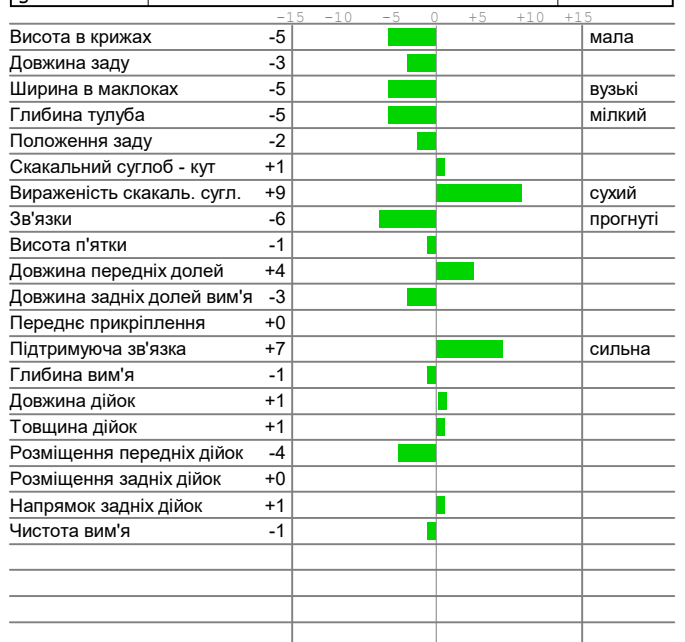 -15 -10 -5 0 +5 +10 +15
Висота в крижах -5 мала
Довжина заду -3
Ширина в маклоках -5 вузькі
Глибина тулуба -5 мілкий
Положення заду -2
Скакальний суглоб - кут +1
Вираженість скакаль. сугл. +9 сухий
Зв'язки -6 прогнуті
Висота п'ятки -1
Довжина передніх долей +4
Довжина задніх долей вим'я -3
Переднє прикріплення +0
Підтримуюча зв'язка +7 сильна
Глибина вим'я -1
Довжина дійок +1
Товщина дійок +1
Розміщення передніх дійок -4
Розміщення задніх дійок +0
Напрямок задніх дійок +1
Чистота вим'я -1